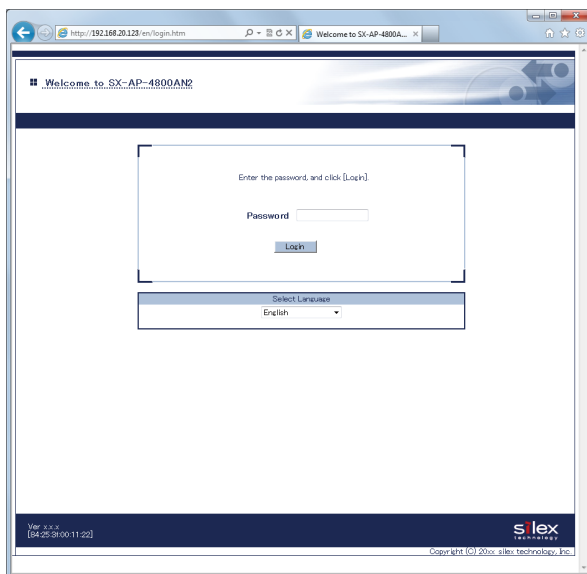 http://192.168.20.123/en/login.htm
Welcome to SX-AP-4800A...
Welcome to SX-AP-4800AN2
Enter the password, and click [Login].
Password
Login
Select Language
English
Ver x.x.x
[84:25:3f:00:11:22]
silex
technology
Copyright (C) 20xx silex technology, Inc.